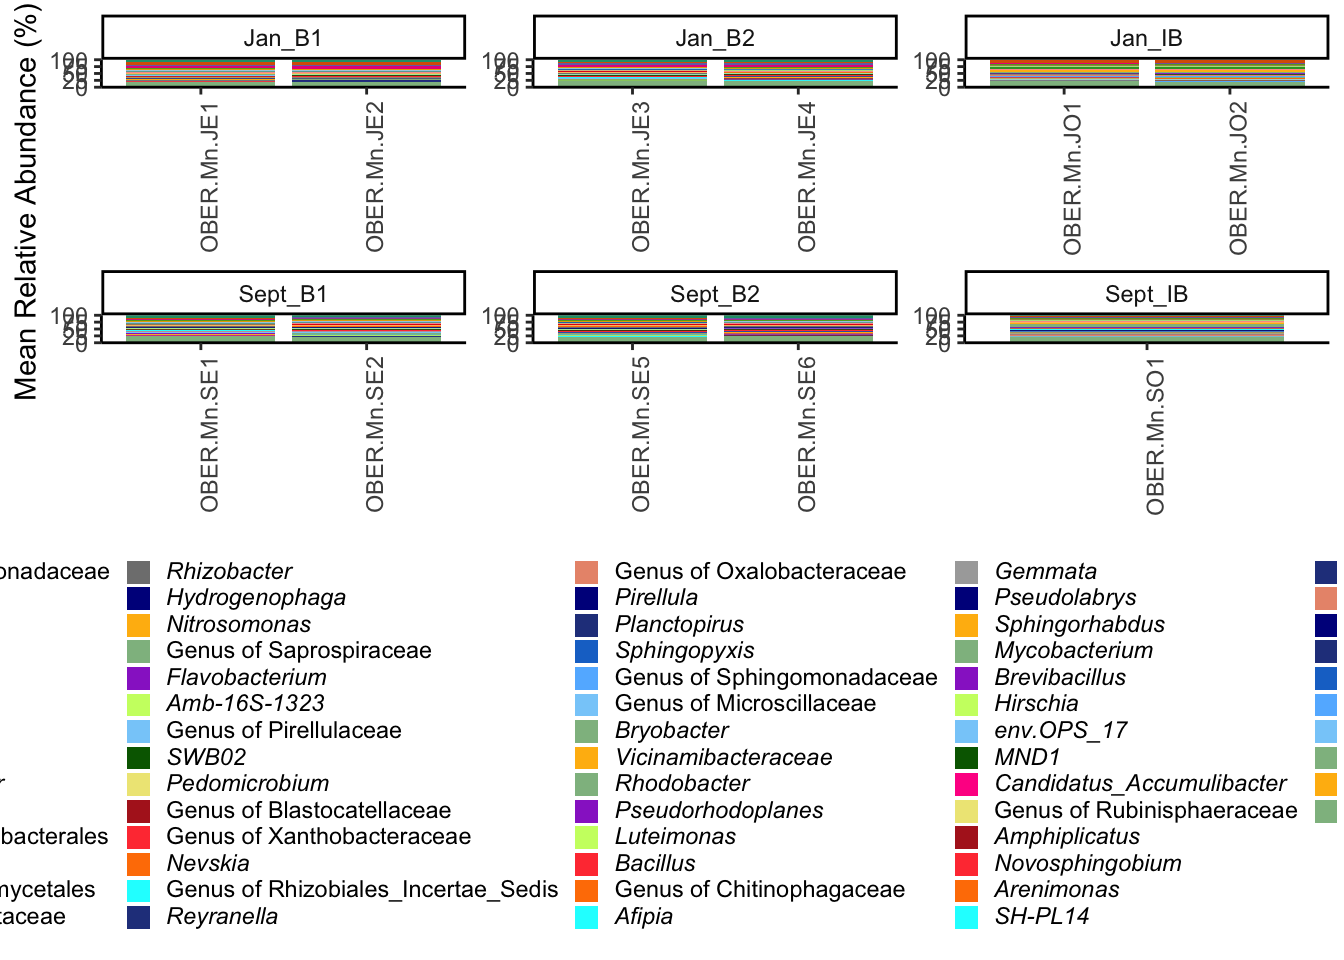 Mean Relative Abundance (%)
Jan_B1
Jan_B2
Jan_IB
100
75
50
25
0
100
75
50
25
0
100
75
50
25
0
OBER.Mn.JE1
OBER.Mn.JE2
OBER.Mn.JE3
OBER.Mn.JE4
OBER.Mn.JO1
OBER.Mn.JO2
Sept_B1
Sept_B2
Sept_IB
100
75
50
25
0
100
75
50
25
0
100
75
50
25
0
OBER.Mn.SE1
OBER.Mn.SE2
OBER.Mn.SE5
OBER.Mn.SE6
OBER.Mn.SO1
onadaceae
r
bacterales
mycetales
taceae
Rhizobacter
Hydrogenophaga
Nitrosomonas
Genus of Saprospiraceae
Flavobacterium
Amb-16S-1323
Genus of Pirellulaceae
SWB02
Pedomicrobium
Genus of Blastocatellaceae
Genus of Xanthobacteraceae
Nevskia
Genus of Rhizobiales_Incertae_Sedis
Reyranella
Genus of Oxalobacteraceae
Pirellula
Planctopirus
Sphingopyxis
Genus of Sphingomonadaceae
Genus of Microscillaceae
Bryobacter
Vicinamibacteraceae
Rhodobacter
Pseudorhodoplanes
Luteimonas
Bacillus
Genus of Chitinophagaceae
Afipia
Gemmata
Pseudolabrys
Sphingorhabdus
Mycobacterium
Brevibacillus
Hirschia
env.OPS_17
MND1
Candidatus_Accumulibacter
Genus of Rubinisphaeraceae
Amphiplicatus
Novosphingobium
Arenimonas
SH-PL14